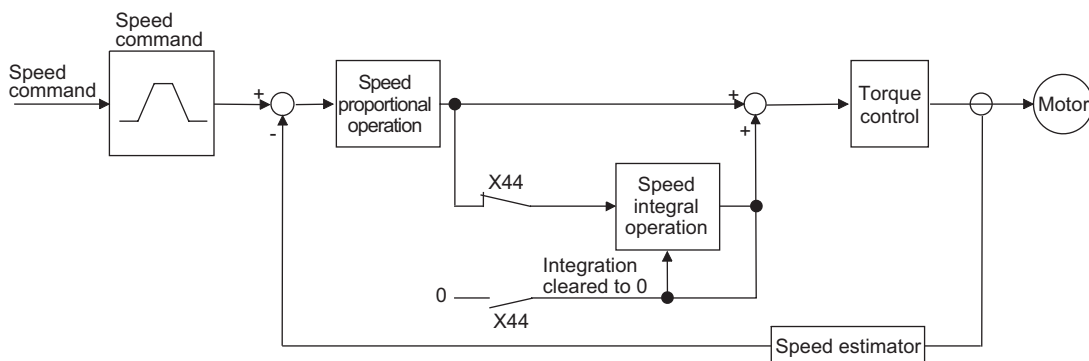 Speed
command
Speed
command
+
-
Speed
proportional
operation
+
+
Torque
control
Motor
X44
Speed
integral
operation
Integration
cleared to 0
0
X44
Speed estimator